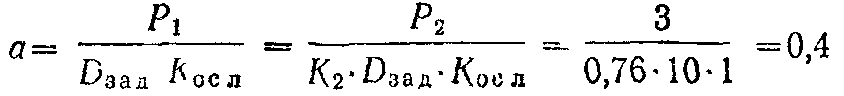 a = P₁ / (Dзад Kосл) = P₂ / (K₂·Dзад·Kосл) = 3 / (0,76·10·1) = 0,4